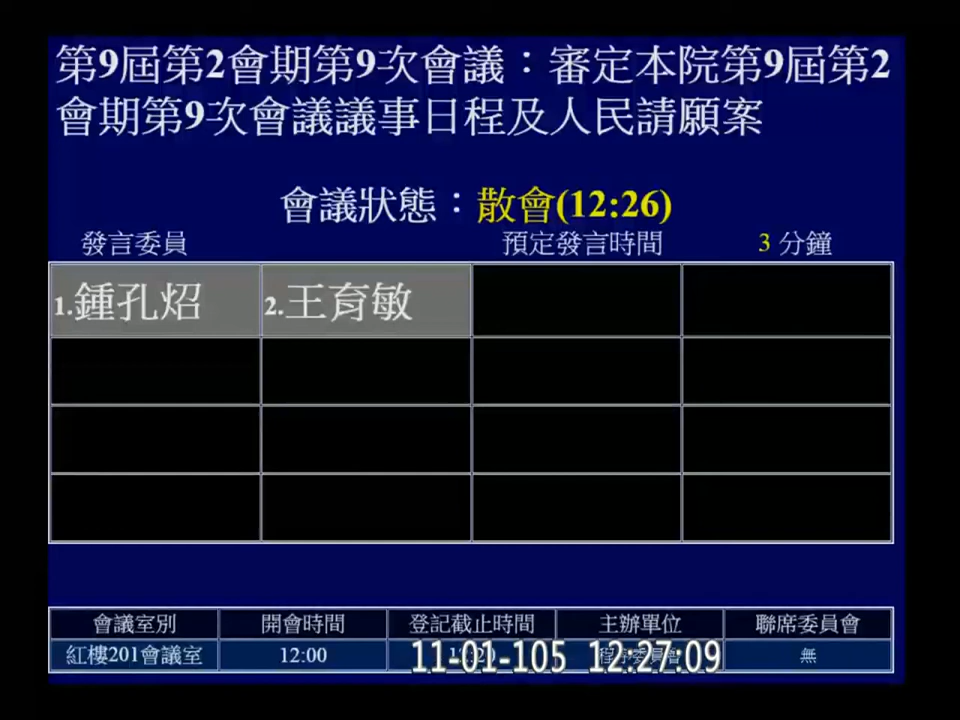 第9屆第2會期第9次會議：審定本院第9屆第2
會期第9次會議議事日程及人民請願案
會議狀態：散會(12:26)
發言委員 預定發言時間 3 分鐘
1.鍾孔炤 2.王育敏
會議室別 開會時間 登記截止時間 主辦單位 聯席委員會
紅樓201會議室 12:00 程序委員會 無
11-01-105 12:27:09